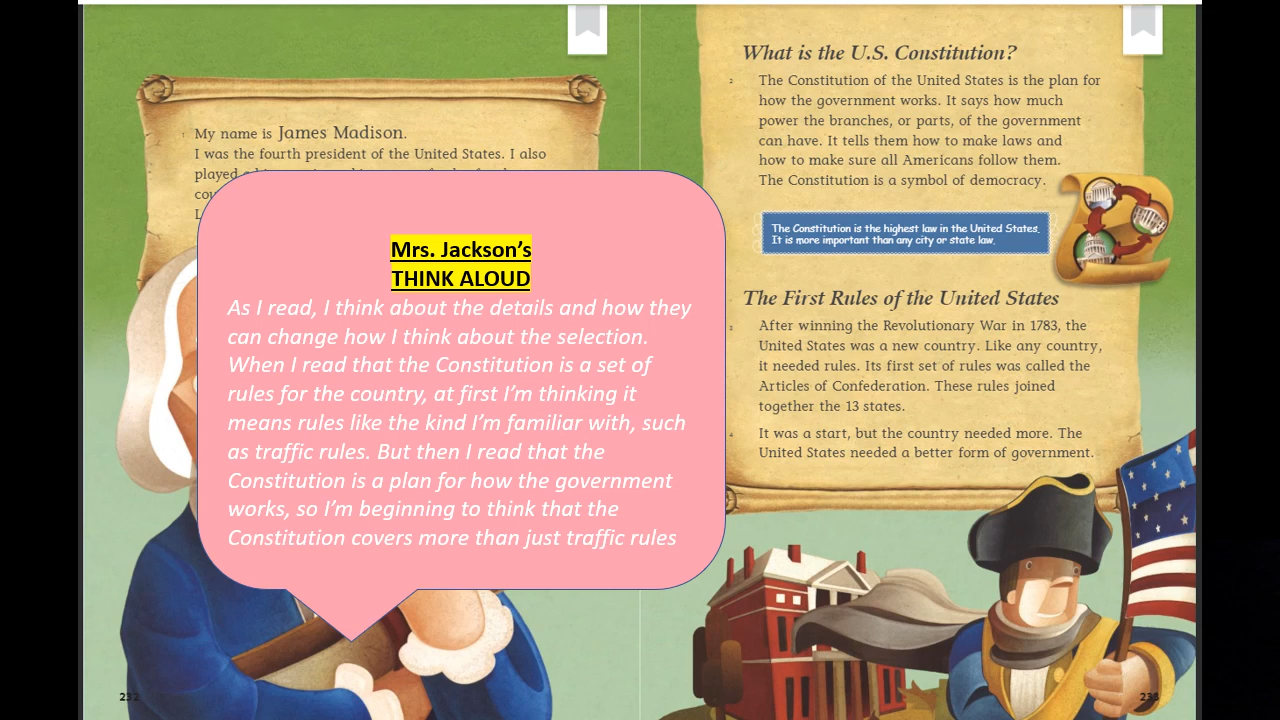 1 My name is James Madison.
I was the fourth president of the United States. I also
played
Mrs. Jackson's
THINK ALOUD
As I read, I think about the details and how they
can change how I think about the selection.
When I read that the Constitution is a set of
rules for the country, at first I'm thinking it
means rules like the kind I'm familiar with, such
as traffic rules. But then I read that the
Constitution is a plan for how the government
works, so I'm beginning to think that the
Constitution covers more than just traffic rules
232
What is the U.S. Constitution?
2 The Constitution of the United States is the plan for
how the government works. It says how much
power the branches, or parts, of the government
can have. It tells them how to make laws and
how to make sure all Americans follow them.
The Constitution is a symbol of democracy.
The Constitution is the highest law in the United States.
It is more important than any city or state law.
The First Rules of the United States
3 After winning the Revolutionary War in 1783, the
United States was a new country. Like any country,
it needed rules. Its first set of rules was called the
Articles of Confederation. These rules joined
together the 13 states.
4 It was a start, but the country needed more. The
United States needed a better form of government.
233